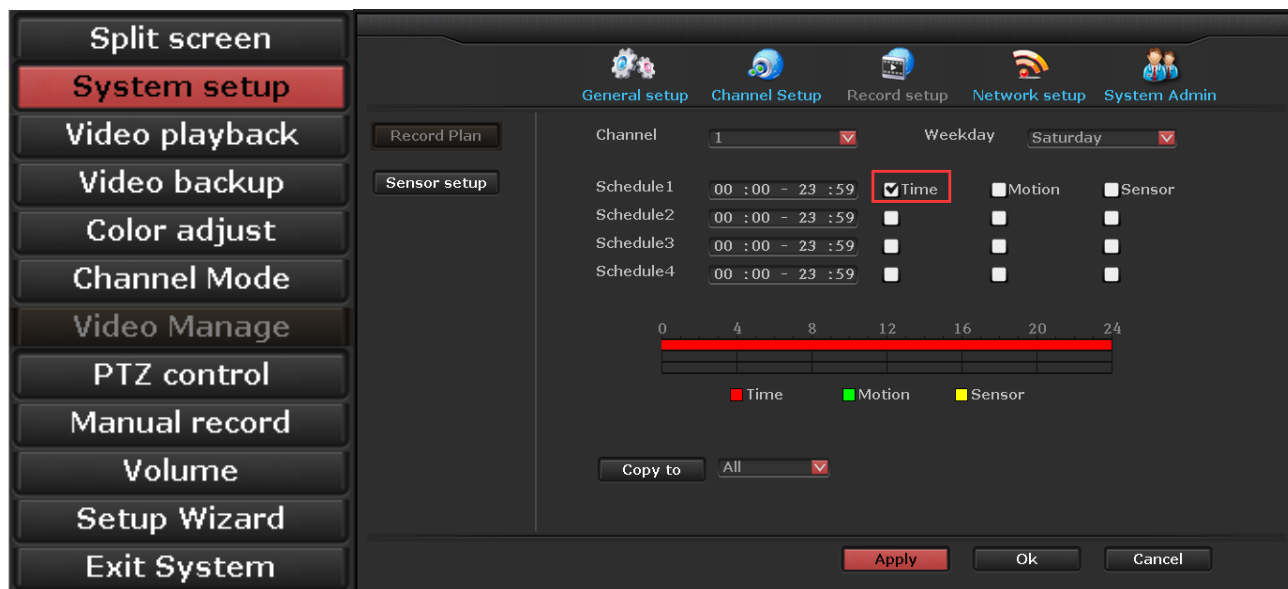 Split screen
System setup
Video playback
Video backup
Color adjust
Channel Mode
Video Manage
PTZ control
Manual record
Volume
Setup Wizard
Exit System
General setup Channel Setup Record setup Network setup System Admin
Record Plan
Sensor setup
Channel 1 Weekday Saturday
Schedule1 00 :00 - 23 :59 Time Motion Sensor
Schedule2 00 :00 - 23 :59
Schedule3 00 :00 - 23 :59
Schedule4 00 :00 - 23 :59
0 4 8 12 16 20 24
Time Motion Sensor
Copy to All
Apply Ok Cancel